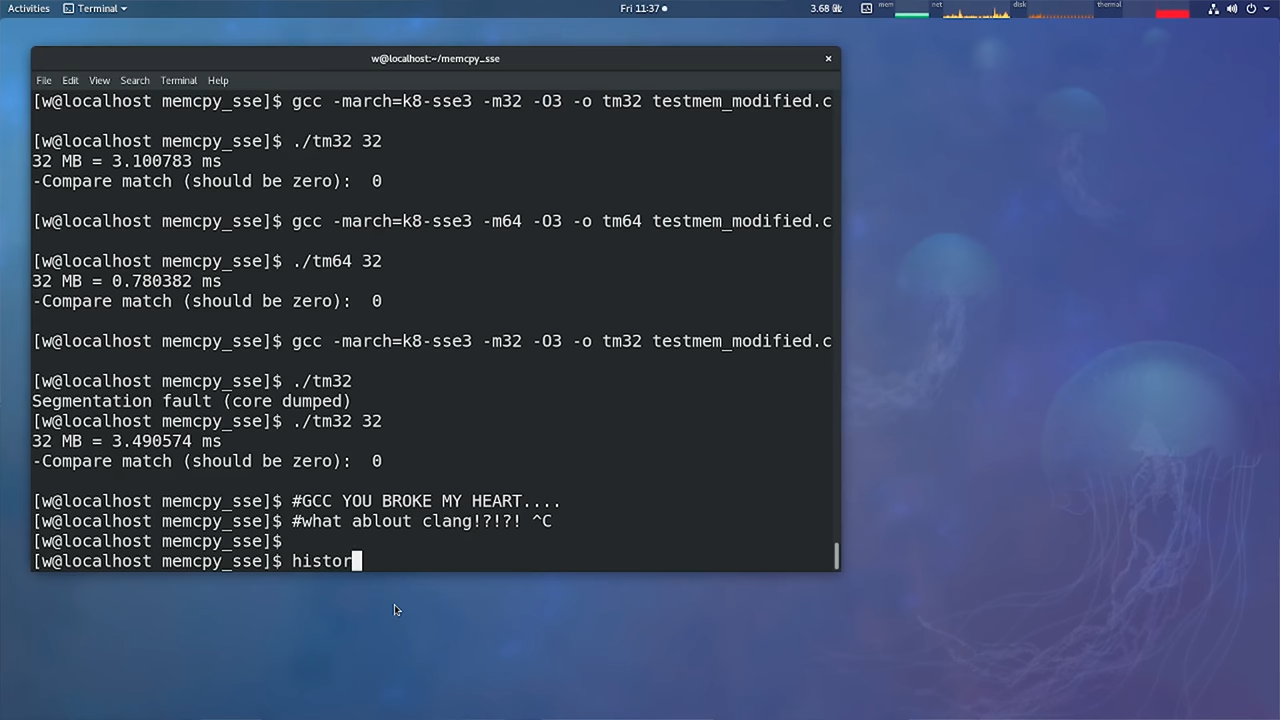 Activities Terminal Fri 11:37 3.68 GHz mem net disk thermal
w@localhost:~/memcpy_sse ×
File Edit View Search Terminal Help
[w@localhost memcpy_sse]$ gcc -march=k8-sse3 -m32 -O3 -o tm32 testmem_modified.c
[w@localhost memcpy_sse]$ ./tm32 32
32 MB = 3.100783 ms
-Compare match (should be zero):  0
[w@localhost memcpy_sse]$ gcc -march=k8-sse3 -m64 -O3 -o tm64 testmem_modified.c
[w@localhost memcpy_sse]$ ./tm64 32
32 MB = 0.780382 ms
-Compare match (should be zero):  0
[w@localhost memcpy_sse]$ gcc -march=k8-sse3 -m32 -O3 -o tm32 testmem_modified.c
[w@localhost memcpy_sse]$ ./tm32
Segmentation fault (core dumped)
[w@localhost memcpy_sse]$ ./tm32 32
32 MB = 3.490574 ms
-Compare match (should be zero):  0
[w@localhost memcpy_sse]$ #GCC YOU BROKE MY HEART....
[w@localhost memcpy_sse]$ #what ablout clang!?!?! ^C
[w@localhost memcpy_sse]$
[w@localhost memcpy_sse]$ histor